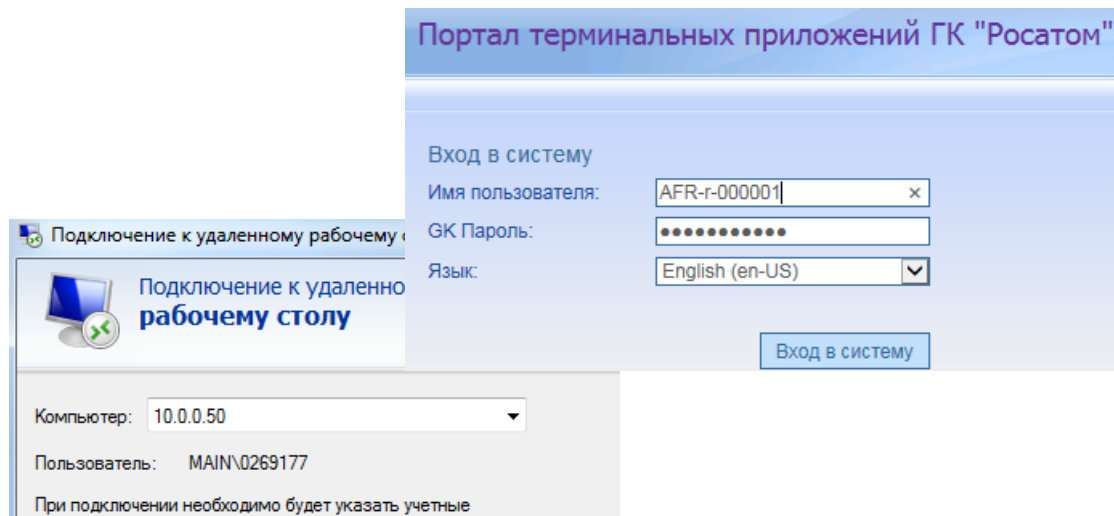 Портал терминальных приложений ГК "Росатом"
Вход в систему
Имя пользователя: AFR-r-000001
GK Пароль: ●●●●●●●●●●●
Язык: English (en-US)
Вход в систему
Подключение к удаленному рабочему
Подключение к
рабочему столу
Компьютер: 10.0.0.50
Пользователь: MAIN\0269177
При подключении необходимо будет указать учетные